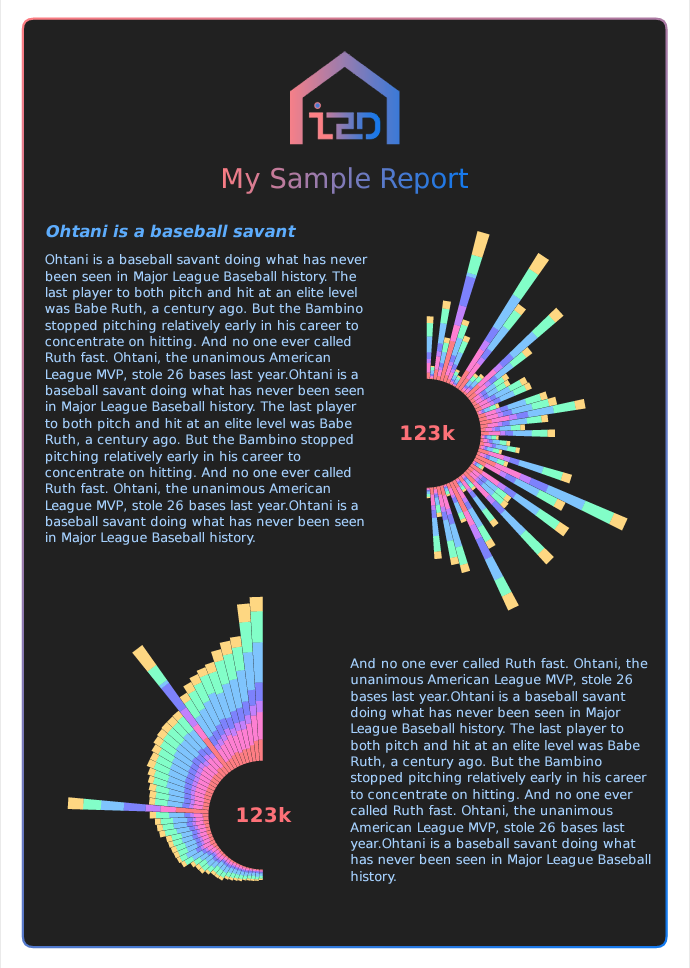 i2D
My Sample Report
Ohtani is a baseball savant
Ohtani is a baseball savant doing what has never
been seen in Major League Baseball history. The
last player to both pitch and hit at an elite level
was Babe Ruth, a century ago. But the Bambino
stopped pitching relatively early in his career to
concentrate on hitting. And no one ever called
Ruth fast. Ohtani, the unanimous American
League MVP, stole 26 bases last year.Ohtani is a
baseball savant doing what has never been seen
in Major League Baseball history. The last player
to both pitch and hit at an elite level was Babe
Ruth, a century ago. But the Bambino stopped
pitching relatively early in his career to
concentrate on hitting. And no one ever called
Ruth fast. Ohtani, the unanimous American
League MVP, stole 26 bases last year.Ohtani is a
baseball savant doing what has never been seen
in Major League Baseball history.
123k
123k
And no one ever called Ruth fast. Ohtani, the
unanimous American League MVP, stole 26
bases last year.Ohtani is a baseball savant
doing what has never been seen in Major
League Baseball history. The last player to
both pitch and hit at an elite level was Babe
Ruth, a century ago. But the Bambino
stopped pitching relatively early in his career
to concentrate on hitting. And no one ever
called Ruth fast. Ohtani, the unanimous
American League MVP, stole 26 bases last
year.Ohtani is a baseball savant doing what
has never been seen in Major League Baseball
history.